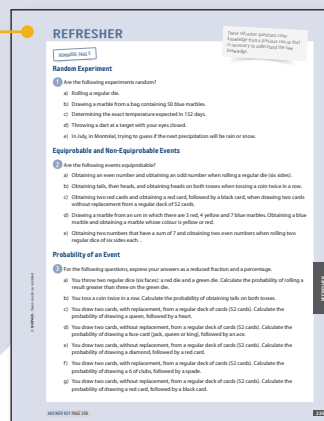 REFRESHER
These refresher questions cover
knowledge from a previous course that
is necessary to understand the new
knowledge.
REMINDER, PAGE 5
Random Experiment
1 Are the following experiments random?
a) Rolling a regular die.
b) Drawing a marble from a bag containing 50 blue marbles.
c) Determining the exact temperature expected in 152 days.
d) Throwing a dart at a target with your eyes closed.
e) In July, in Montréal, trying to guess if the next precipitation will be rain or snow.
Equiprobable and Non-Equiprobable Events
2 Are the following events equiprobable?
a) Obtaining an even number and obtaining an odd number when rolling a regular die (six sides).
b) Obtaining tails, then heads, and obtaining heads on both tosses when tossing a coin twice in a row.
c) Obtaining two red cards and obtaining a red card, followed by a black card, when drawing two cards
without replacement from a regular deck of 52 cards.
d) Drawing a marble from an urn in which there are 3 red, 4 yellow and 7 blue marbles. Obtaining a blue
marble and obtaining a marble whose colour is yellow or red.
e) Obtaining two numbers that have a sum of 7 and obtaining two even numbers when rolling two
regular dice of six sides each.
Probability of an Event
3 For the following questions, express your answers as a reduced fraction and a percentage.
a) You throw two regular dice (six faces): a red die and a green die. Calculate the probability of rolling a
result greater than three on the green die.
b) You toss a coin twice in a row. Calculate the probability of obtaining tails on both tosses.
c) You draw two cards, with replacement, from a regular deck of cards (52 cards). Calculate the
probability of drawing a queen, followed by a heart.
d) You draw two cards, without replacement, from a regular deck of cards (52 cards). Calculate the
probability of drawing a face card (jack, queen or king), followed by an ace.
e) You draw two cards, without replacement, from a regular deck of cards (52 cards). Calculate the
probability of drawing a diamond, followed by a red card.
f) You draw two cards, with replacement, from a regular deck of cards (52 cards). Calculate the
probability of drawing a 6 of clubs, followed by a spade.
g) You draw two cards, without replacement, from a regular deck of cards (52 cards). Calculate the
probability of drawing a red card, followed by a black card.
REFRESHER
ANSWER KEY PAGE 358